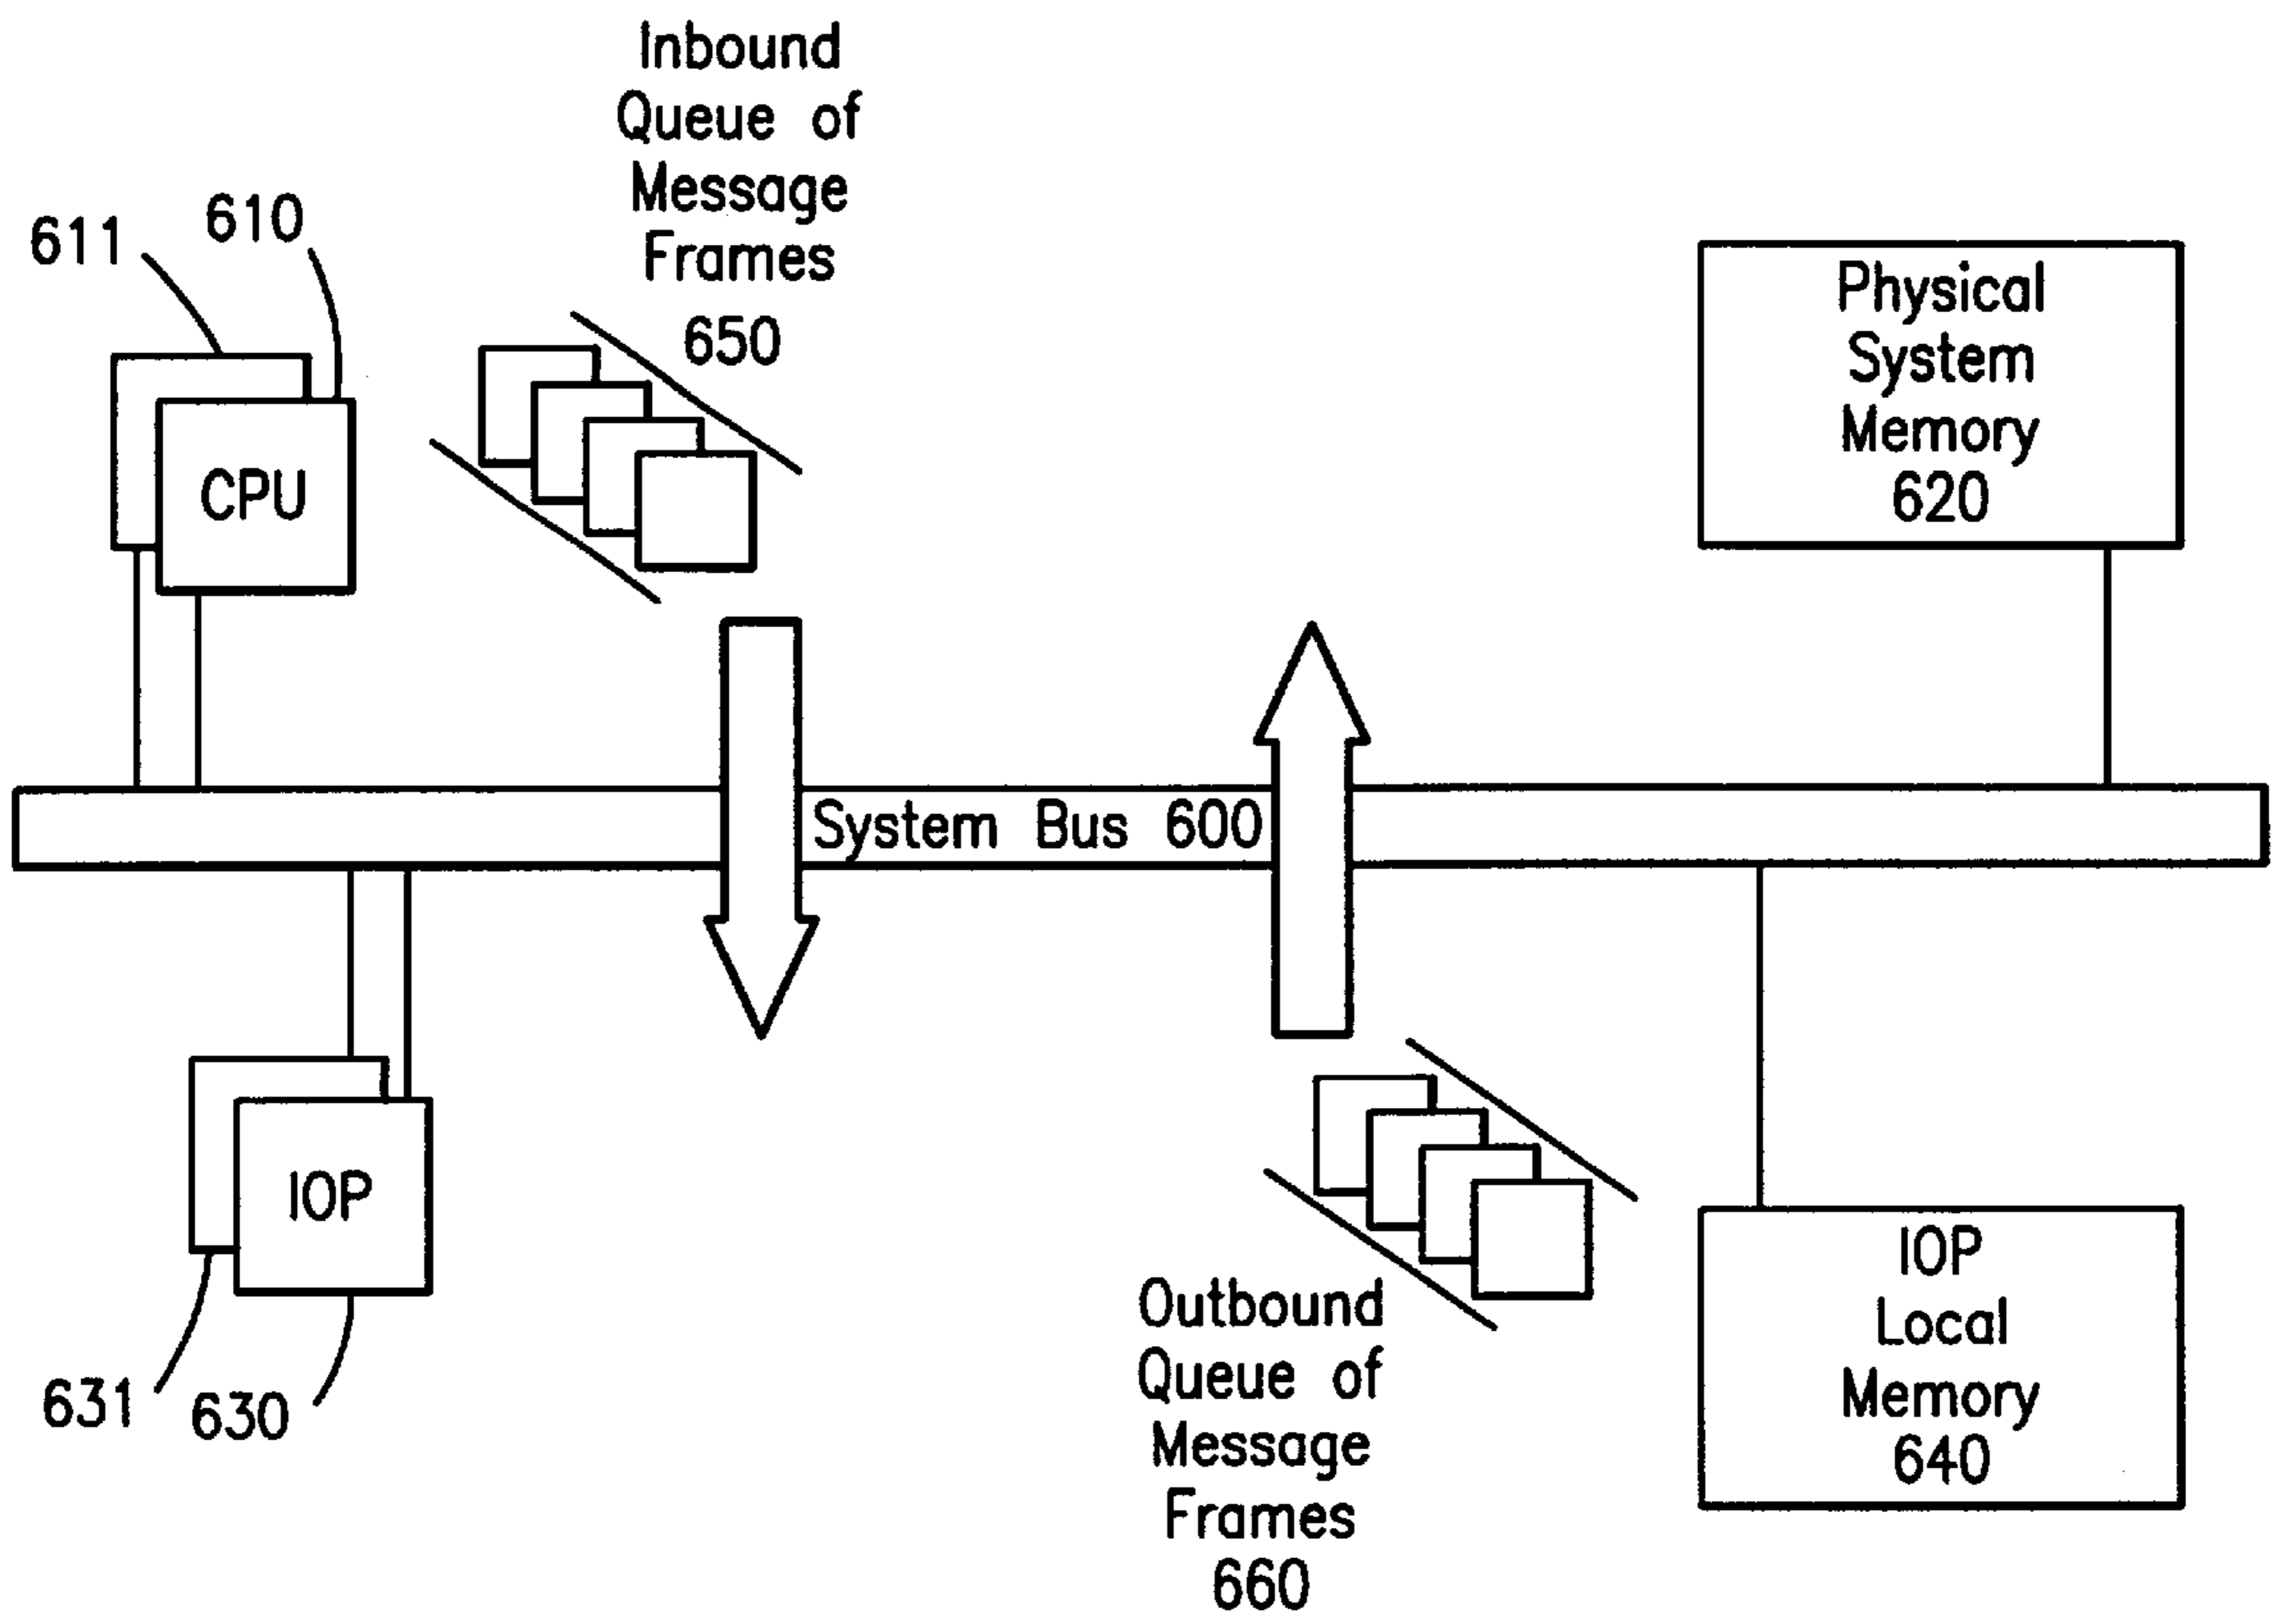 Inbound
Queue of
Message
Frames
650
611
610
CPU
Physical
System
Memory
620
System Bus 600
IOP
631
630
Outbound
Queue of
Message
Frames
660
IOP
Local
Memory
640